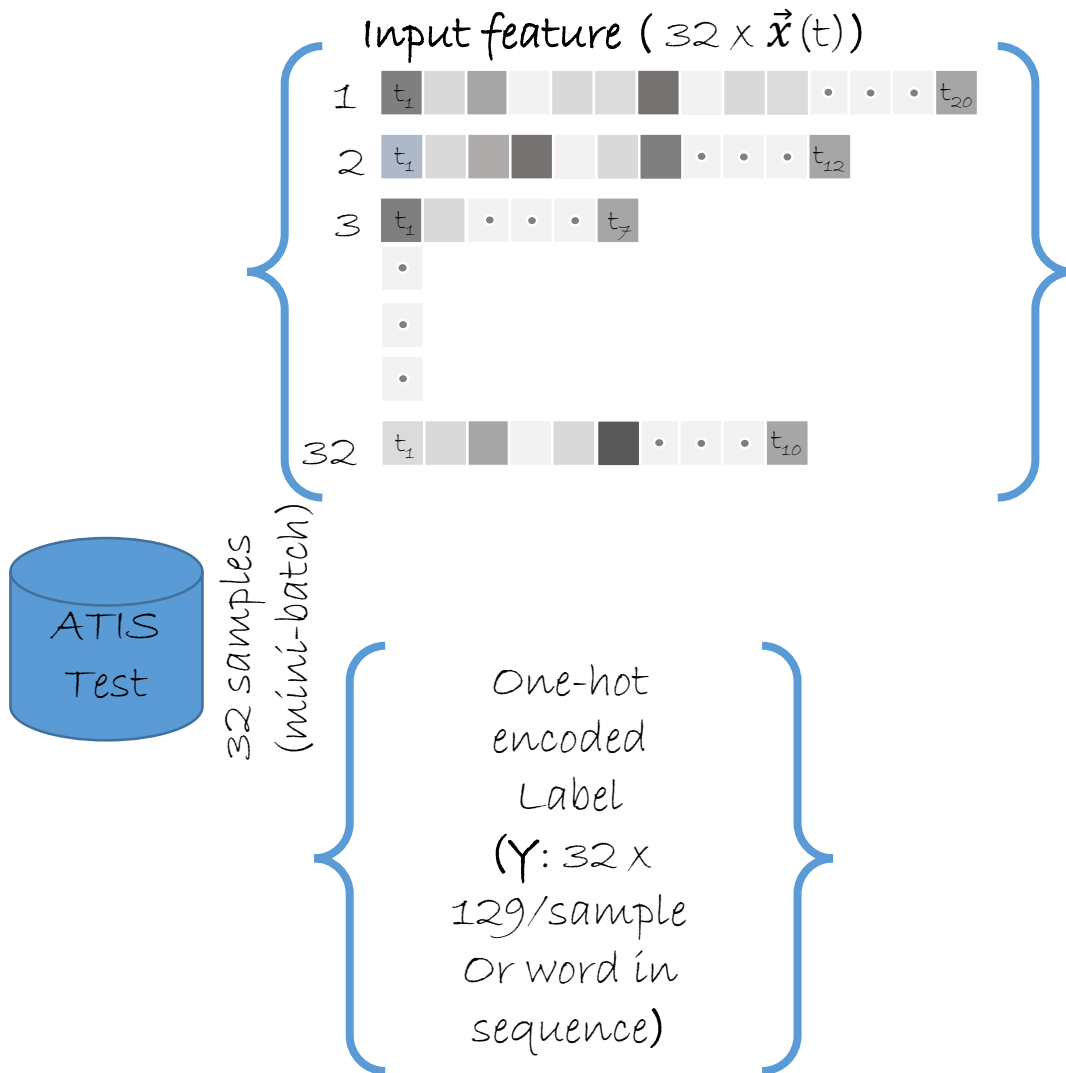 Input feature ( 32 x x⃗(t))
1 t₁ t₂₀
2 t₁ t₁₂
3 t₁ t₇
32 t₁ t₁₀
32 samples
(mini-batch)
ATIS
Test
One-hot
encoded
Label
(Y: 32 x
129/sample
Or word in
sequence)